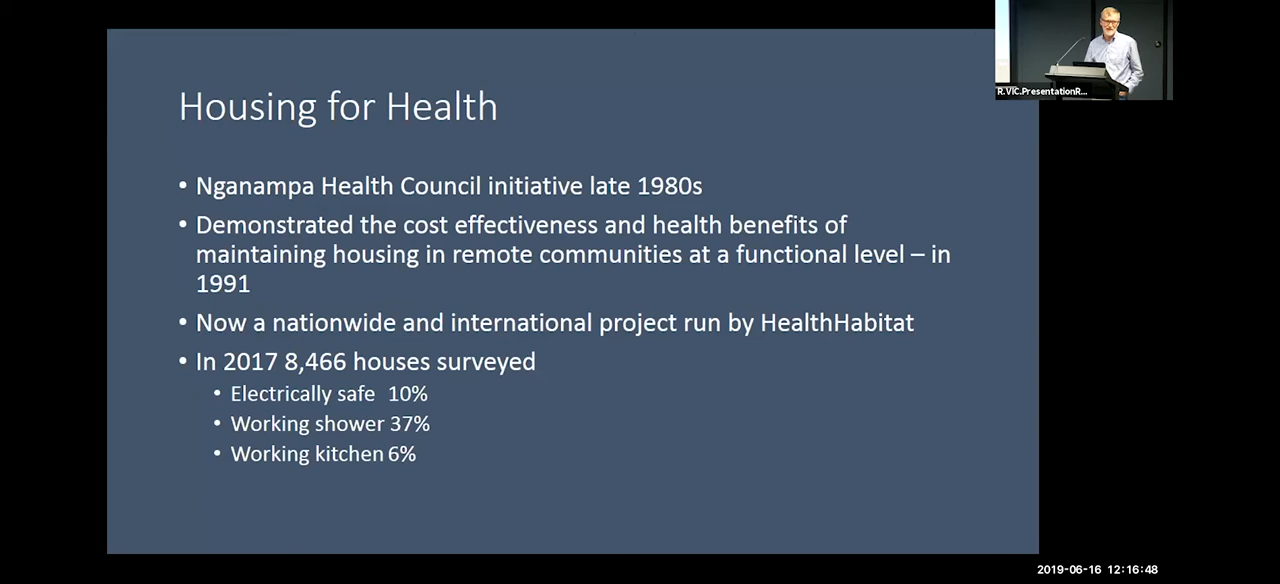 R.VIC.PresentationR...
Housing for Health
• Nganampa Health Council initiative late 1980s
• Demonstrated the cost effectiveness and health benefits of
maintaining housing in remote communities at a functional level – in
1991
• Now a nationwide and international project run by HealthHabitat
• In 2017 8,466 houses surveyed
• Electrically safe 10%
• Working shower 37%
• Working kitchen 6%
2019-06-16 12:16:48